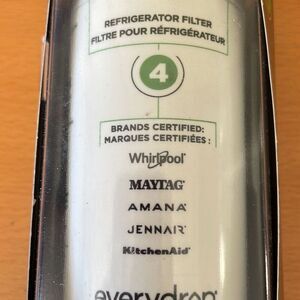 REFRIGERATOR FILTER
FILTRE POUR RÉFRIGÉRATEUR
4
BRANDS CERTIFIED:
MARQUES CERTIFIÉES :
Whirlpool
MAYTAG
AMANA
JENNAIR
KitchenAid
everydrop